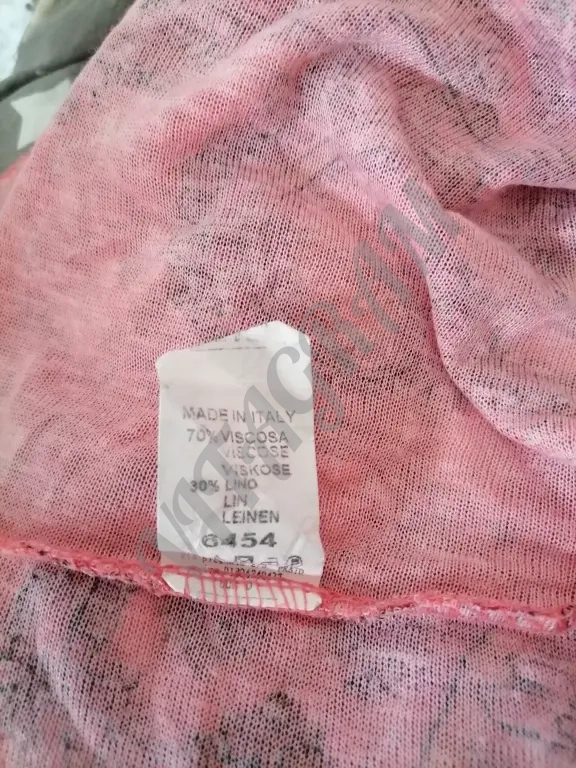 MADE IN ITALY
70% VISCOSA
VISCOSE
VISKOSE
30% LINO
LIN
LEINEN
6454